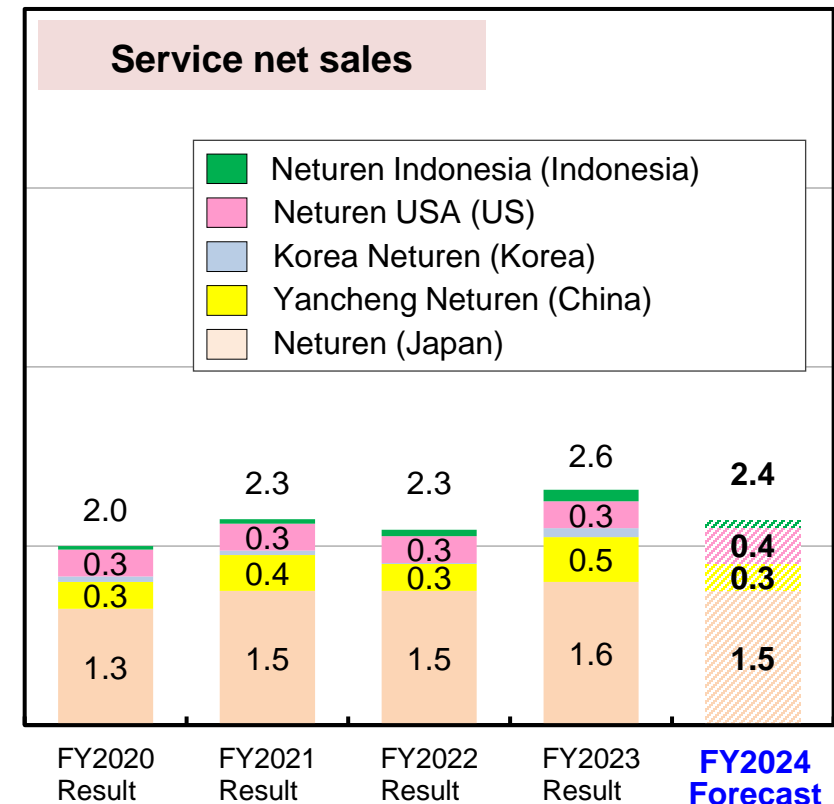 Service net sales
Neturen Indonesia (Indonesia)
Neturen USA (US)
Korea Neturen (Korea)
Yancheng Neturen (China)
Neturen (Japan)
2.0
2.3
2.3
2.6
2.4
0.3
0.3
0.3
0.3
0.4
0.3
0.4
0.3
0.5
0.3
1.3
1.5
1.5
1.6
1.5
FY2020
Result
FY2021
Result
FY2022
Result
FY2023
Result
FY2024
Forecast